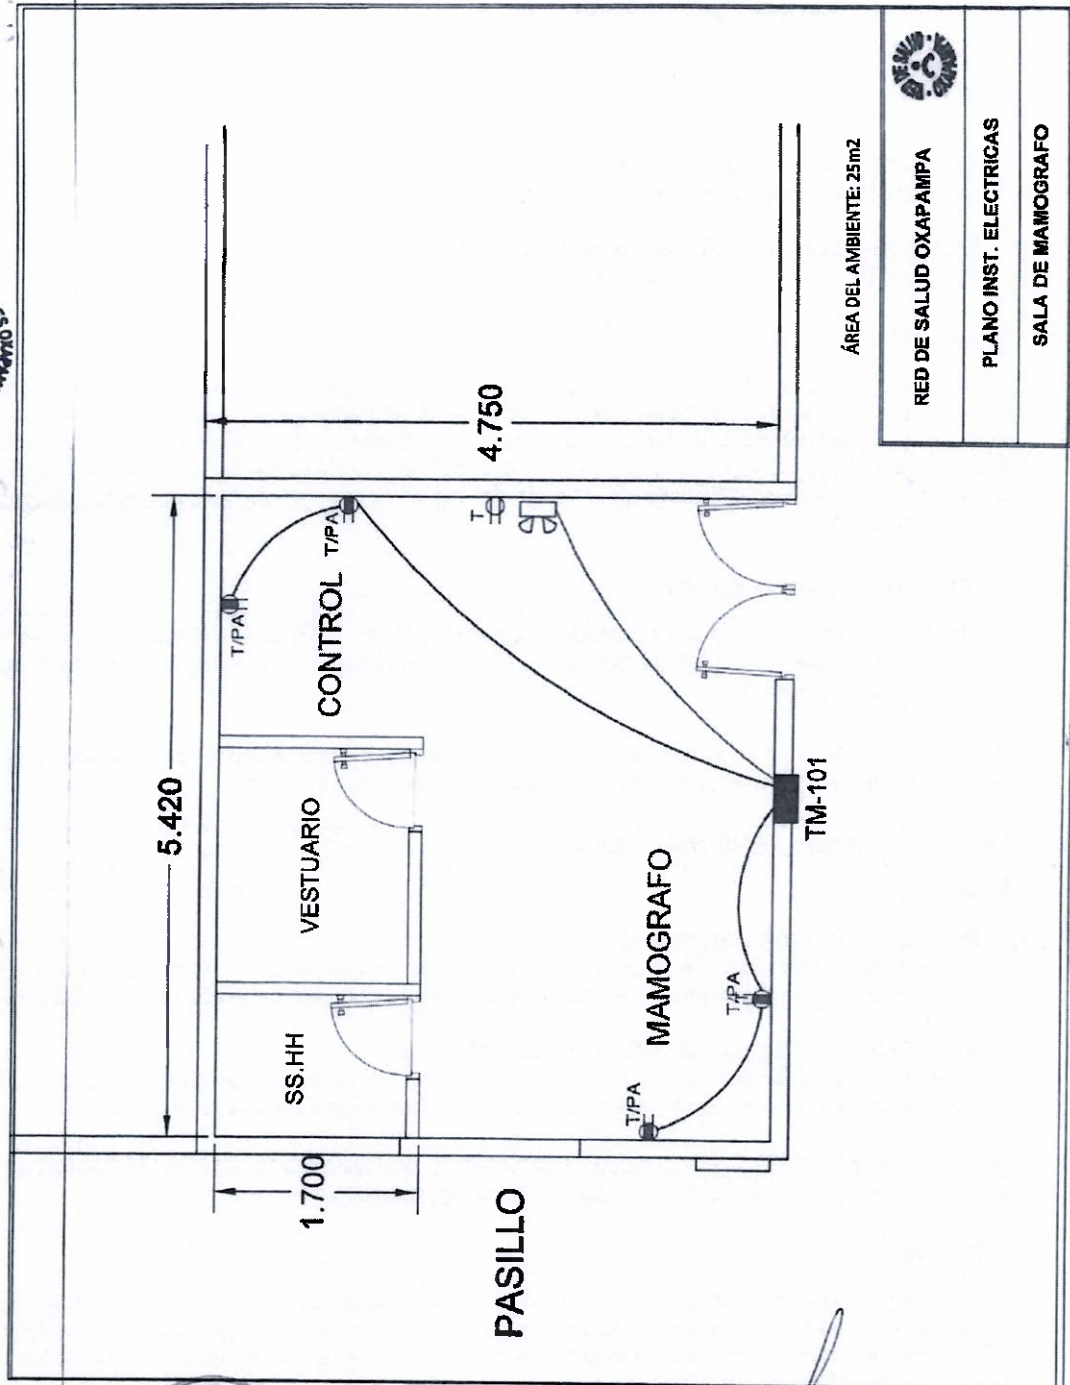 5.420
4.750
1.700
SS.HH
VESTUARIO
CONTROL
T/PA
T/PA
T
T/PA
T/PA
MAMOGRAFO
TM-101
PASILLO
ÁREA DEL AMBIENTE: 25m2
RED DE SALUD OXAPAMPA
PLANO INST. ELECTRICAS
SALA DE MAMOGRAFO